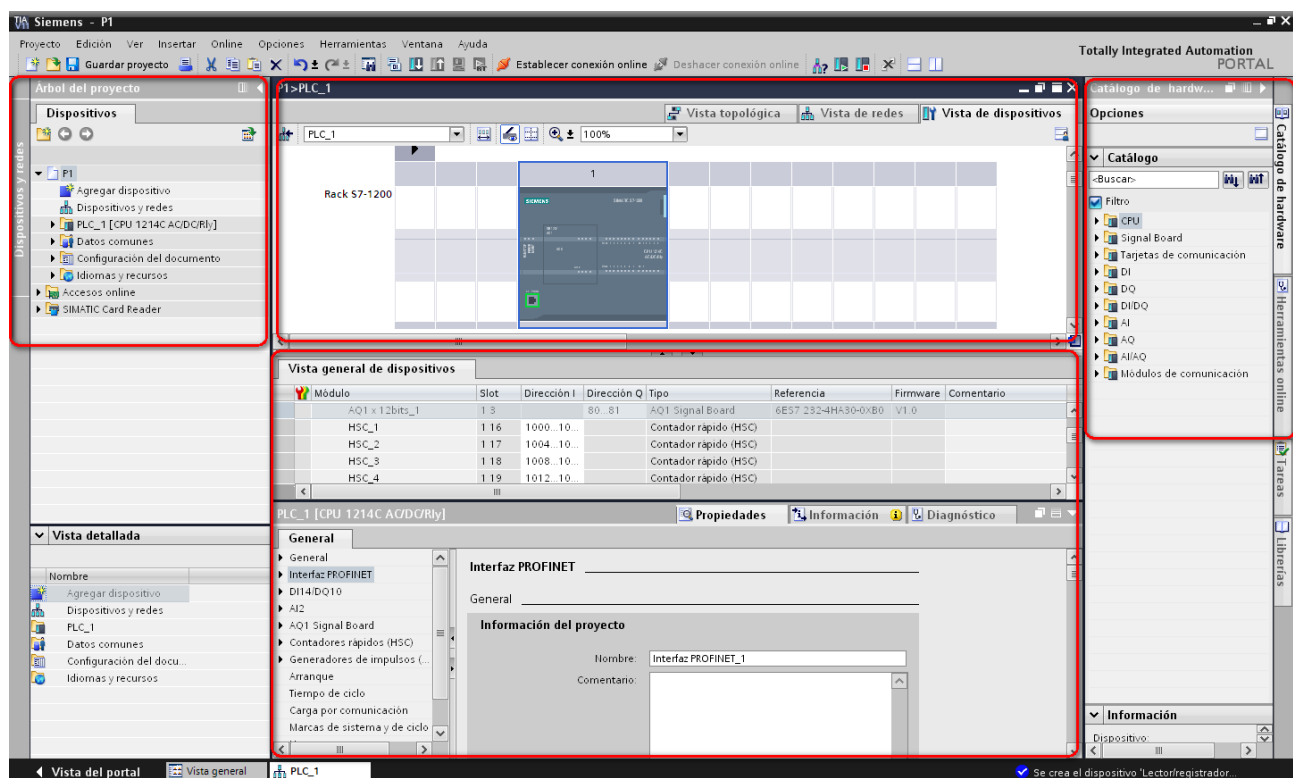 Siemens - P1
Proyecto Edición Ver Insertar Online Opciones Herramientas Ventana Ayuda
Totally Integrated Automation
PORTAL
Guardar proyecto Establecer conexión online Deshacer conexión online
Árbol del proyecto
Dispositivos
Dispositivos y redes
P1
Agregar dispositivo
Dispositivos y redes
PLC_1 [CPU 1214C AC/DC/Rly]
Datos comunes
Configuración del documento
Idiomas y recursos
Accesos online
SIMATIC Card Reader
Vista detallada
Nombre
Agregar dispositivo
Dispositivos y redes
PLC_1
Datos comunes
Configuración del docu...
Idiomas y recursos
P1>PLC_1
Vista topológica Vista de redes Vista de dispositivos
PLC_1 100%
1
Rack S7-1200
SIEMENS
Vista general de dispositivos
Módulo Slot Dirección I Dirección Q Tipo Referencia Firmware Comentario
AQ1 x 12bits_1 1 3 80...81 AQ1 Signal Board 6ES7 232-4HA30-0XB0 V1.0
HSC_1 1 16 1000...10... Contador rápido (HSC)
HSC_2 1 17 1004...10... Contador rápido (HSC)
HSC_3 1 18 1008...10... Contador rápido (HSC)
HSC_4 1 19 1012...10... Contador rápido (HSC)
PLC_1 [CPU 1214C AC/DC/Rly]
Propiedades Información Diagnóstico
General
General
Interfaz PROFINET
DI14/DQ10
AI2
AQ1 Signal Board
Contadores rápidos (HSC)
Generadores de impulsos (...
Arranque
Tiempo de ciclo
Carga por comunicación
Marcas de sistema y de ciclo
Interfaz PROFINET
General
Información del proyecto
Nombre: Interfaz PROFINET_1
Comentario:
Catálogo de hardw...
Opciones
Catálogo
<Buscar>
Filtro
CPU
Signal Board
Tarjetas de comunicación
DI
DQ
DI/DQ
AI
AQ
AI/AQ
Módulos de comunicación
Información
Dispositivo:
Catálogo de hardware
Herramientas online
Tareas
Librerías
Vista del portal Vista general PLC_1 Se crea el dispositivo 'Lector/registrador...